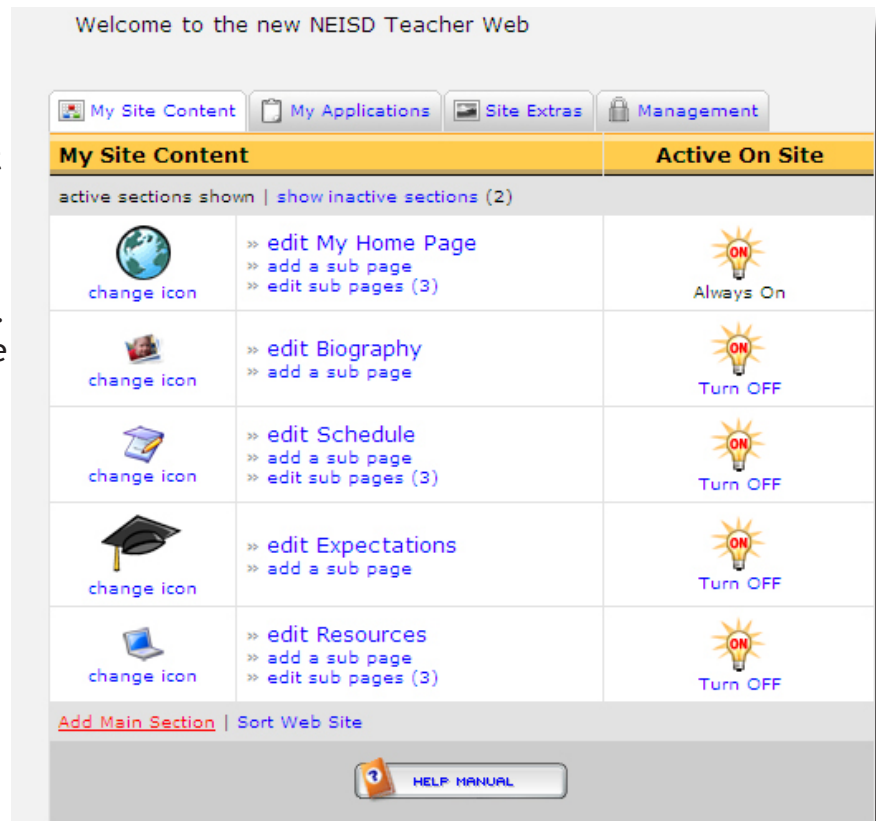 Welcome to the new NEISD Teacher Web
My Site Content My Applications Site Extras Management
My Site Content Active On Site
active sections shown | show inactive sections (2)
» edit My Home Page
» add a sub page
» edit sub pages (3)
change icon
ON
Always On
» edit Biography
» add a sub page
change icon
ON
Turn OFF
» edit Schedule
» add a sub page
» edit sub pages (3)
change icon
ON
Turn OFF
» edit Expectations
» add a sub page
change icon
ON
Turn OFF
» edit Resources
» add a sub page
» edit sub pages (3)
change icon
ON
Turn OFF
Add Main Section | Sort Web Site
? HELP MANUAL